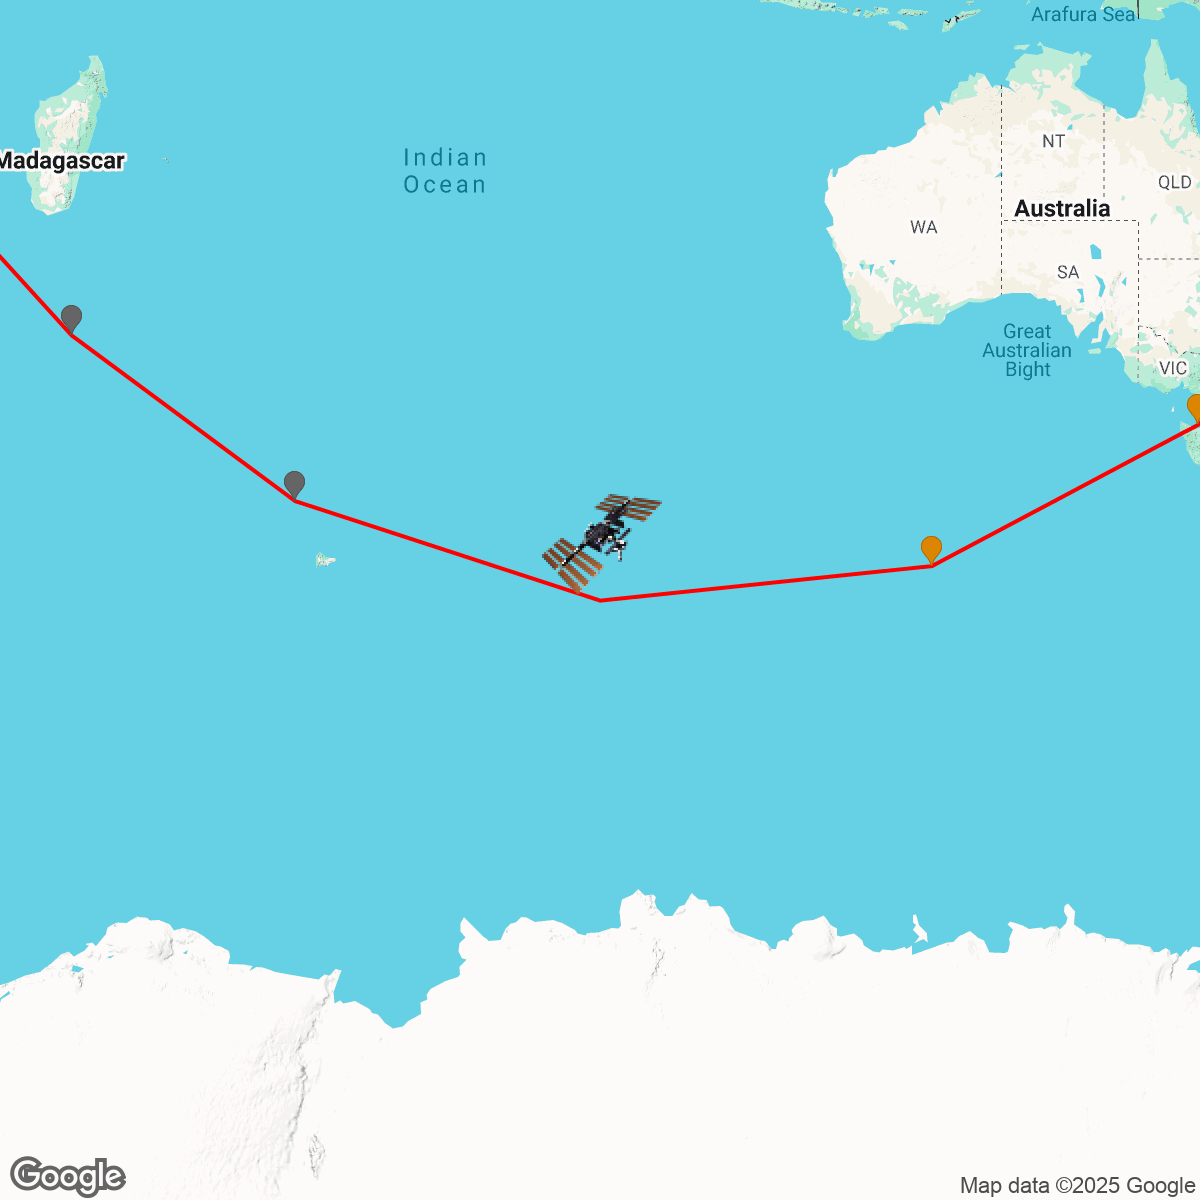 Arafura Sea
NT
Madagascar
Indian
Ocean
QLD
Australia
WA
SA
Great
Australian
Bight
VIC
Google
Map data ©2025 Google